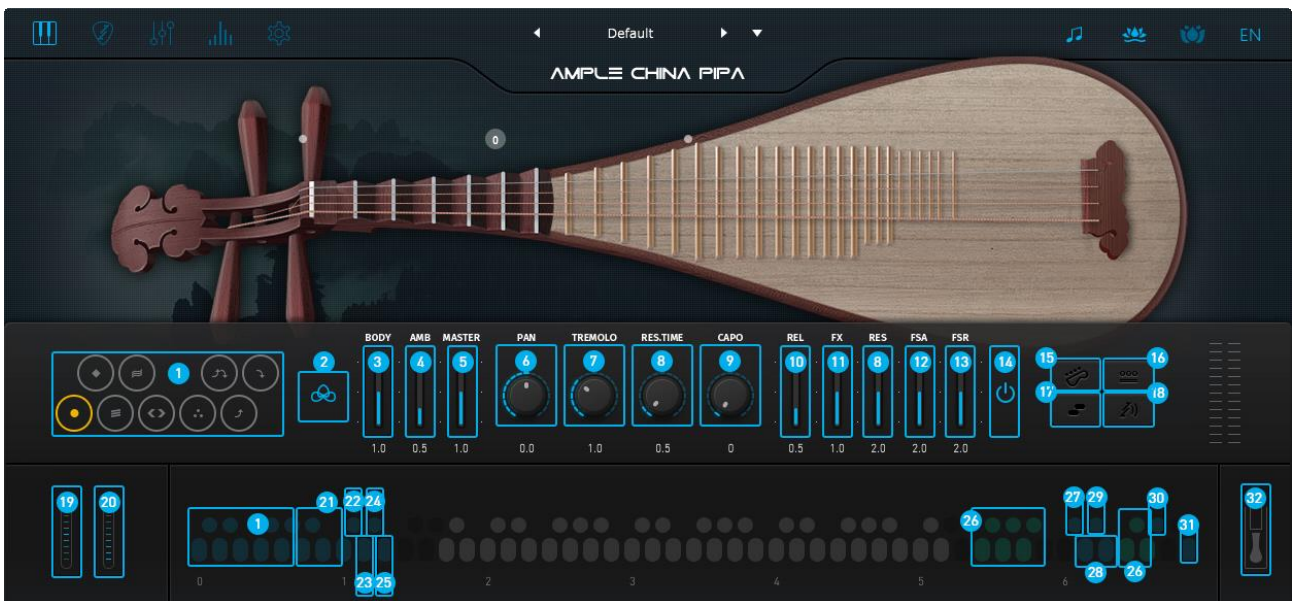 Default
EN
AMPLE CHINA PIPA
0
BODY AMB MASTER PAN TREMOLO RES.TIME CAPO REL FX RES FSA FSR
1 2 3 4 5 6 7 8 9 10 11 8 12 13 14 15 16
17 18
1.0 0.5 1.0 0.0 1.0 0.5 0 0.5 1.0 2.0 2.0 2.0
19 20 21 22 24 27 29 30 32
1 26 31
23 25 28 26
0 1 2 3 4 5 6